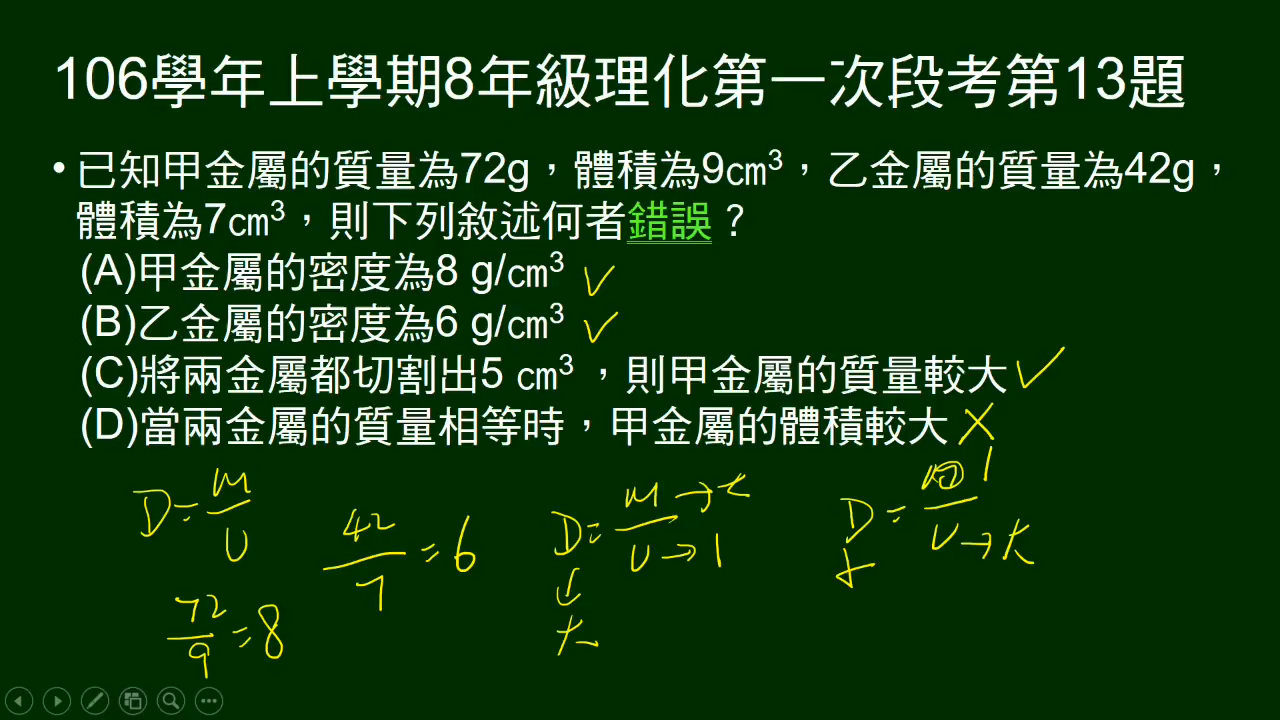 106學年上學期8年級理化第一次段考第13題
•已知甲金屬的質量為72g，體積為9㎝³，乙金屬的質量為42g，
體積為7㎝³，則下列敘述何者錯誤？
(A)甲金屬的密度為8 g/㎝³ ✓
(B)乙金屬的密度為6 g/㎝³ ✓
(C)將兩金屬都切割出5 ㎝³ ，則甲金屬的質量較大 ✓
(D)當兩金屬的質量相等時，甲金屬的體積較大 X
D=M/V
72/9=8
42/7=6
D=M→大/V→1
↓
大
D= 1/V→大